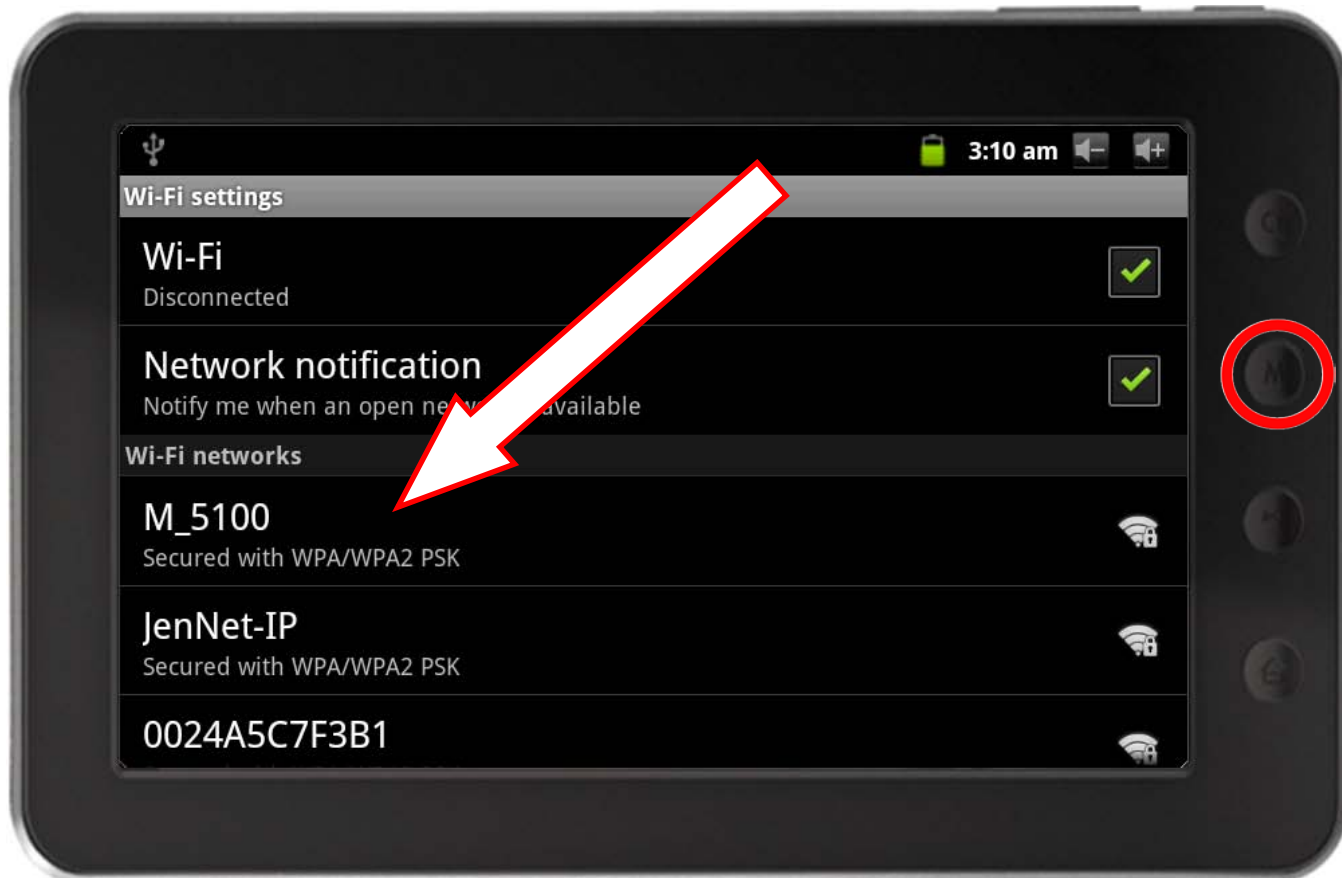 3:10 am
Wi-Fi settings
Wi-Fi
Disconnected
Network notification
Notify me when an open available
Wi-Fi networks
M_5100
Secured with WPA/WPA2 PSK
JenNet-IP
Secured with WPA/WPA2 PSK
0024A5C7F3B1
M